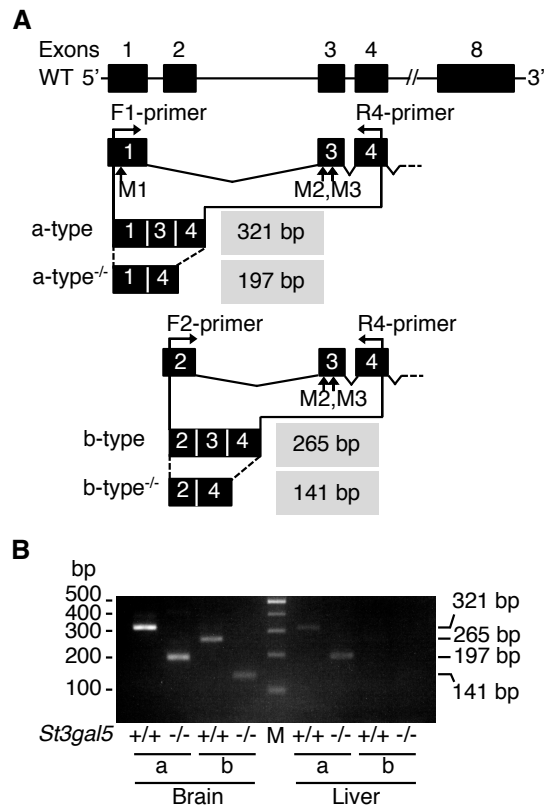 A
Exons 1 2 3 4 8
WT 5' // 3'
F1-primer R4-primer
1 3 4
M1 M2,M3
a-type 1 3 4 321 bp
a-type-/- 1 4 197 bp
F2-primer R4-primer
2 3 4
M2,M3
b-type 2 3 4 265 bp
b-type-/- 2 4 141 bp
B
bp
500 321 bp
400
300 265 bp
200 197 bp
100 141 bp
St3gal5 +/+ -/- +/+ -/- M +/+ -/- +/+ -/-
a b a b
Brain Liver